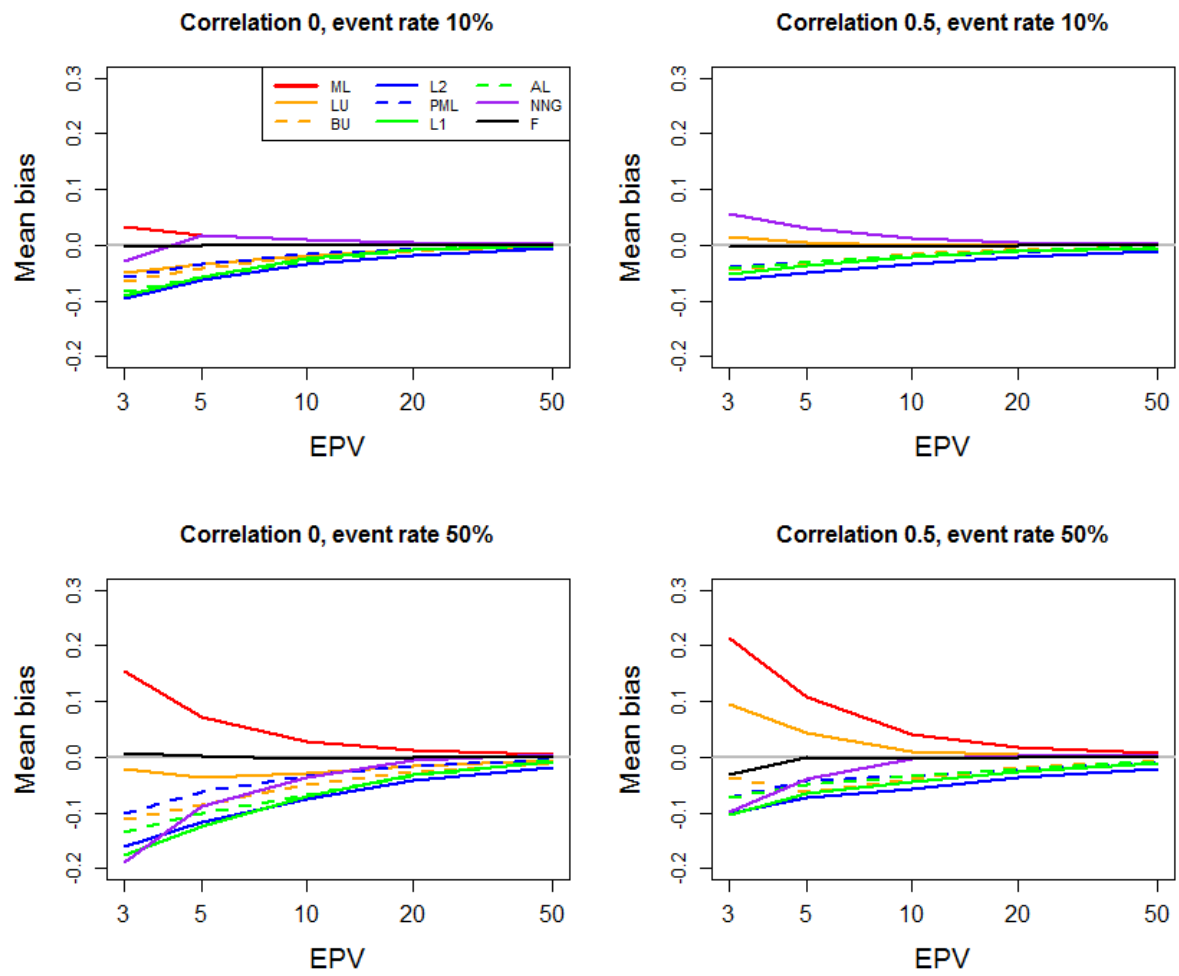 Correlation 0, event rate 10%
Mean bias
0.3
0.2
0.1
0.0
-0.1
-0.2
ML L2 AL
LU PML NNG
BU L1 F
3 5 10 20 50
EPV
Correlation 0.5, event rate 10%
Mean bias
0.3
0.2
0.1
0.0
-0.1
-0.2
3 5 10 20 50
EPV
Correlation 0, event rate 50%
Mean bias
0.3
0.2
0.1
0.0
-0.1
-0.2
3 5 10 20 50
EPV
Correlation 0.5, event rate 50%
Mean bias
0.3
0.2
0.1
0.0
-0.1
-0.2
3 5 10 20 50
EPV